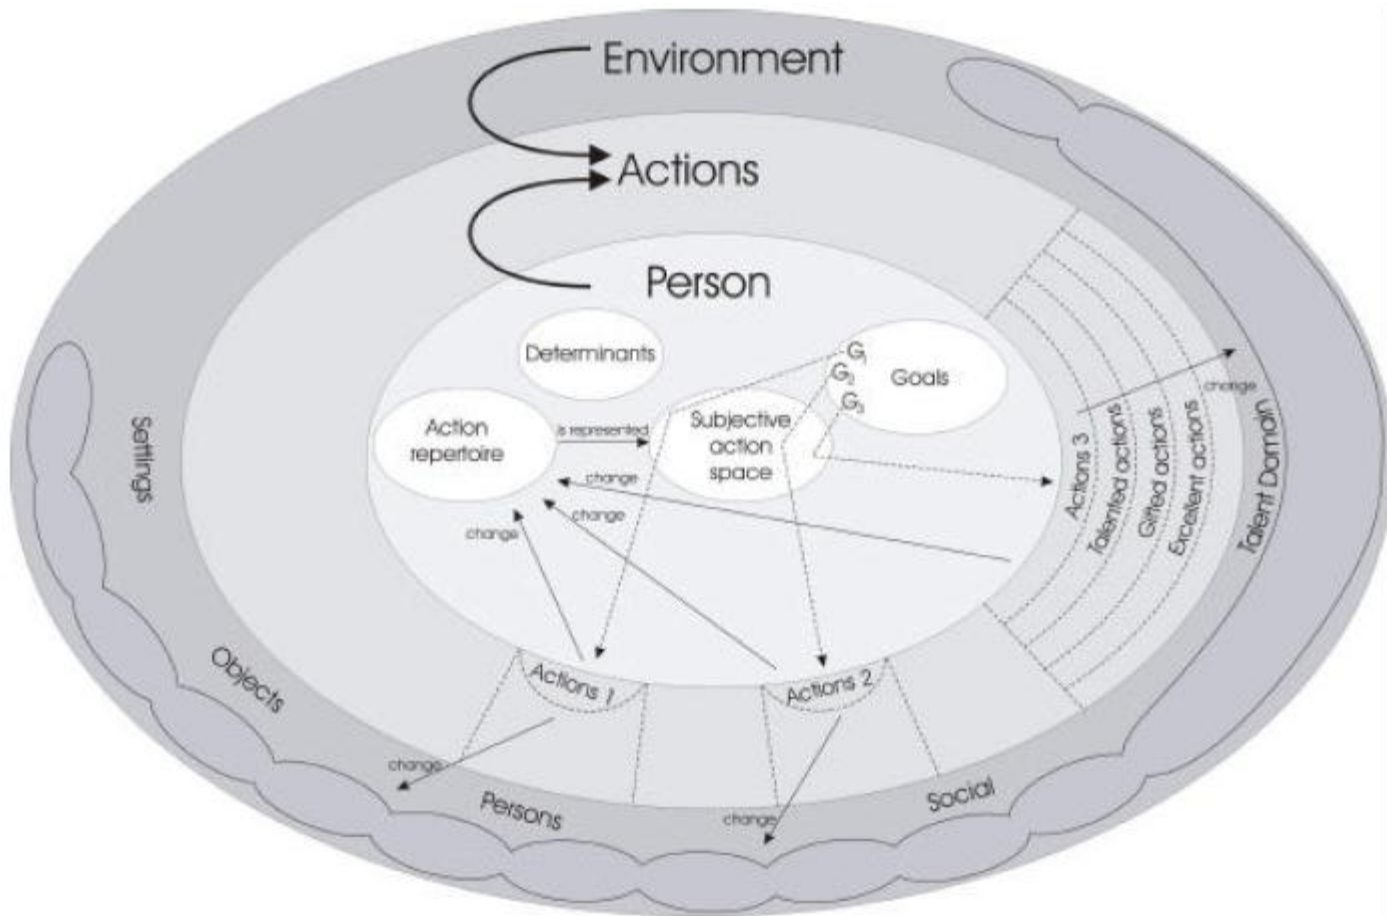 Environment
Actions
Person
Determinants
G₁
G₂
G₃
Goals
Action
repertoire
is represented
Subjective
action
space
change
change
change
Actions 1
Actions 2
Actions 3
Talented actions
Gifted actions
Excellent actions
change
Talent Domain
Settings
Objects
Persons
Social
change
change